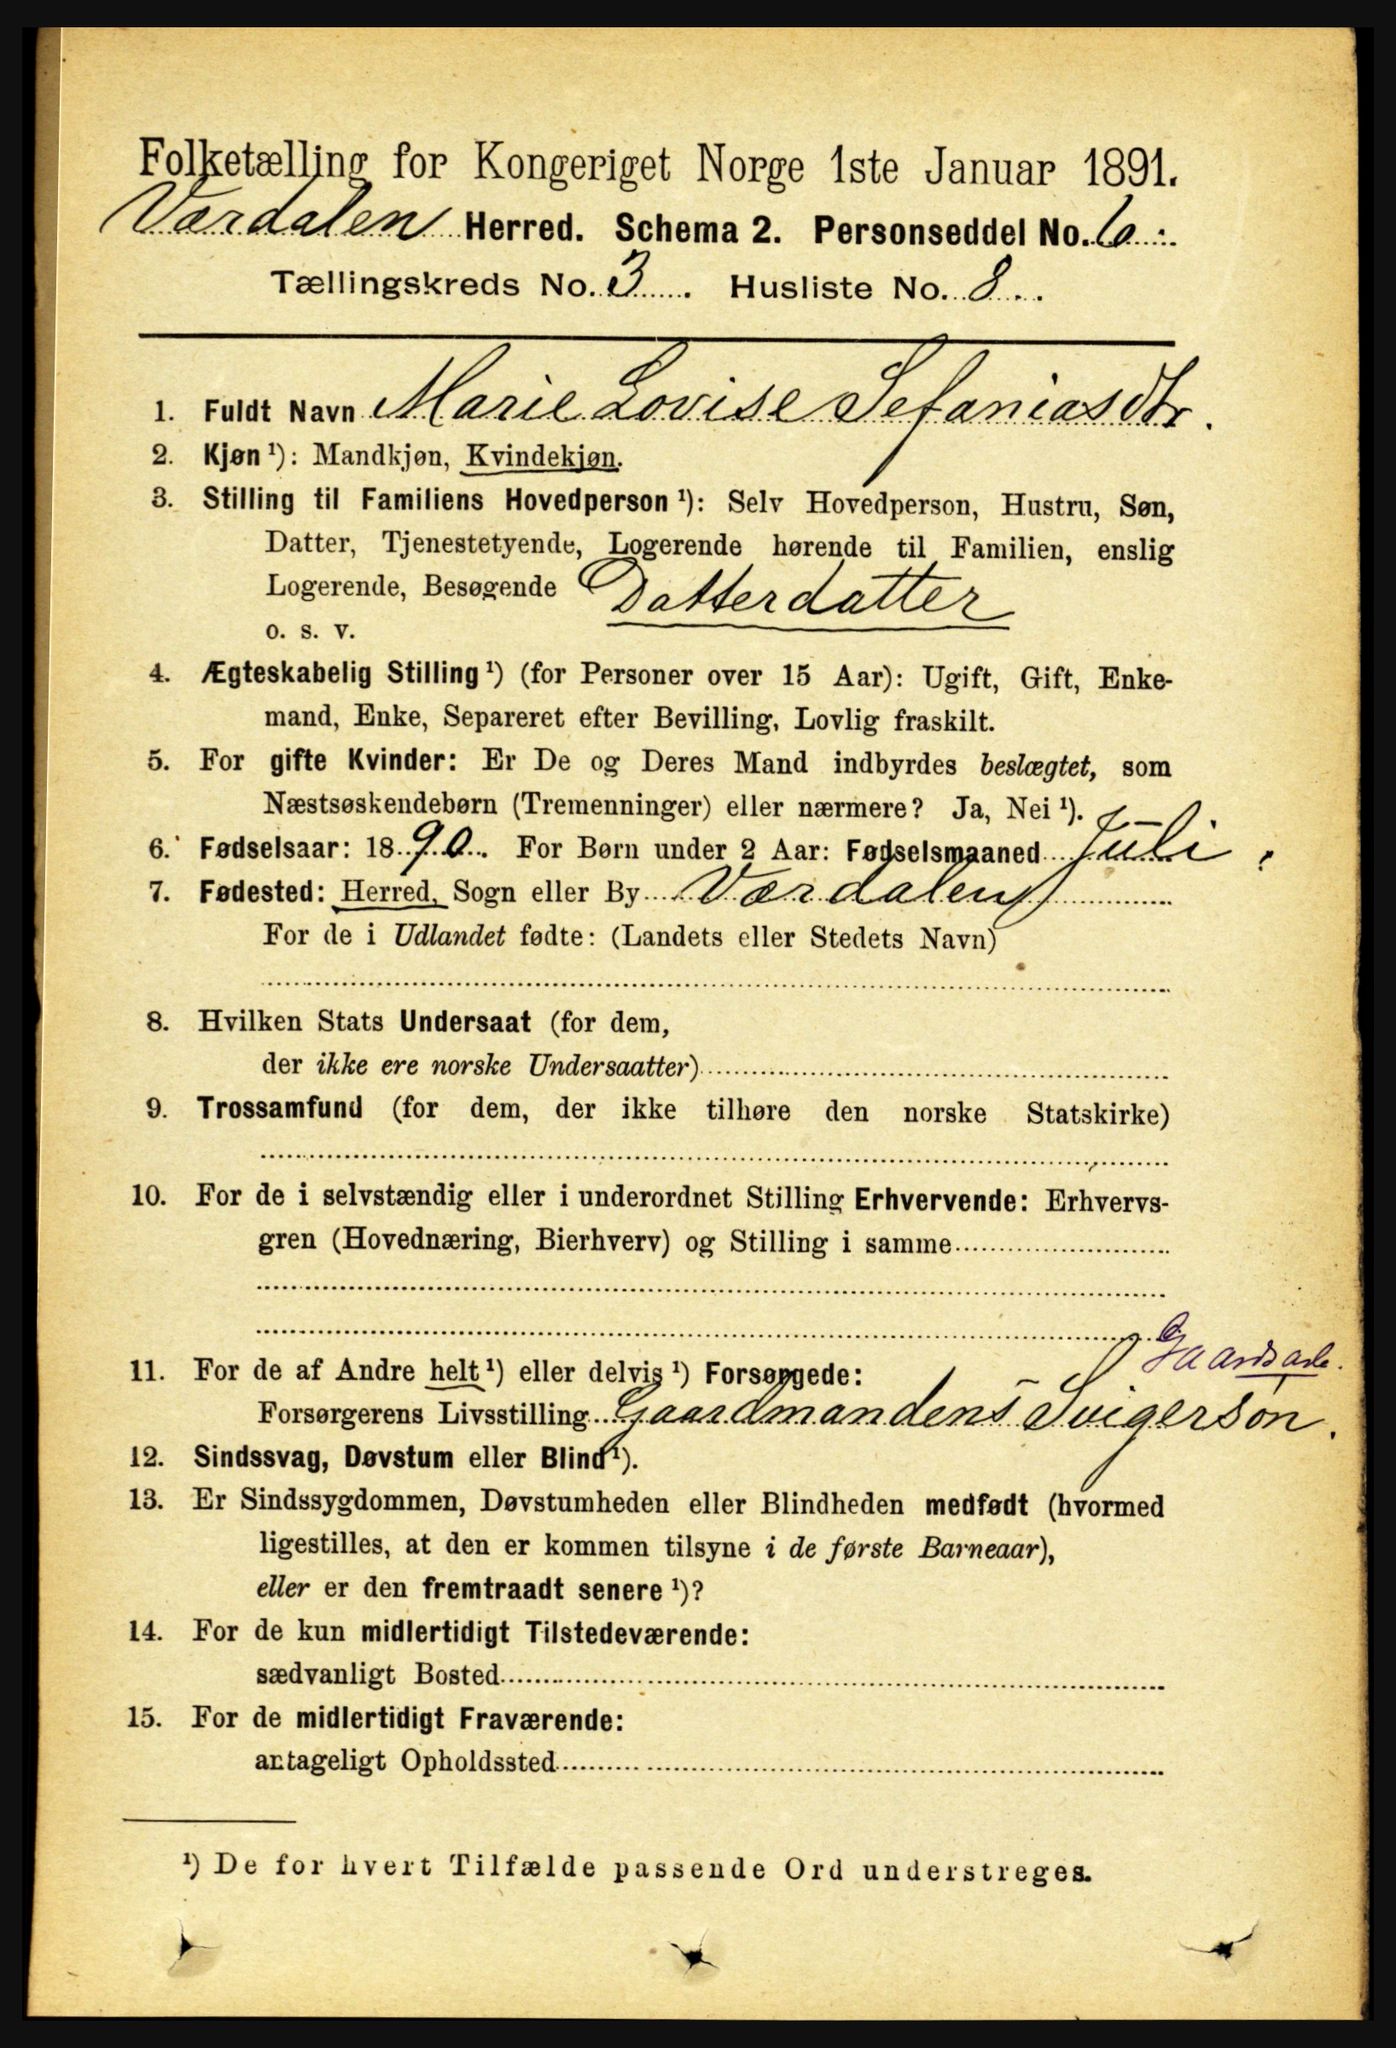 Folketælling for Kongeriget Norge 1ste Januar 1891.
Værdalen Herred. Schema 2. Personseddel No. 6.
Tællingskreds No. 3. Husliste No. 8.
1. Fuldt Navn Marie Lovise Sefaniasdtr.
2. Kjøn ¹): Mandkjøn, Kvindekjøn.
3. Stilling til Familiens Hovedperson ¹): Selv Hovedperson, Hustru, Søn,
Datter, Tjenestetyende, Logerende hørende til Familien, enslig
Logerende, Besøgende Datterdatter
o. s. v.
4. Ægteskabelig Stilling ¹) (for Personer over 15 Aar): Ugift, Gift, Enke-
mand, Enke, Separeret efter Bevilling, Lovlig fraskilt.
5. For gifte Kvinder: Er De og Deres Mand indbyrdes beslægtet, som
Næstsøskendebørn (Tremenninger) eller nærmere? Ja, Nei ¹).
6. Fødselsaar: 1890. For Børn under 2 Aar: Fødselsmaaned Juli.
7. Fødested: Herred, Sogn eller By Værdalen
For de i Udlandet fødte: (Landets eller Stedets Navn)
8. Hvilken Stats Undersaat (for dem,
der ikke ere norske Undersaatter)
9. Trossamfund (for dem, der ikke tilhøre den norske Statskirke)
10. For de i selvstændig eller i underordnet Stilling Erhvervende: Erhvervs-
gren (Hovednæring, Bierhverv) og Stilling i samme
Gaardsarb.
11. For de af Andre helt ¹) eller delvis ¹) Forsørgede:
Forsørgerens Livsstilling Gaardmandens Svigersøn.
12. Sindssvag, Døvstum eller Blind ¹).
13. Er Sindssygdommen, Døvstumheden eller Blindheden medfødt (hvormed
ligestilles, at den er kommen tilsyne i de første Barneaar),
eller er den fremtraadt senere ¹)?
14. For de kun midlertidigt Tilstedeværende:
sædvanligt Bosted
15. For de midlertidigt Fraværende:
antageligt Opholdssted
¹) De for hvert Tilfælde passende Ord understreges.